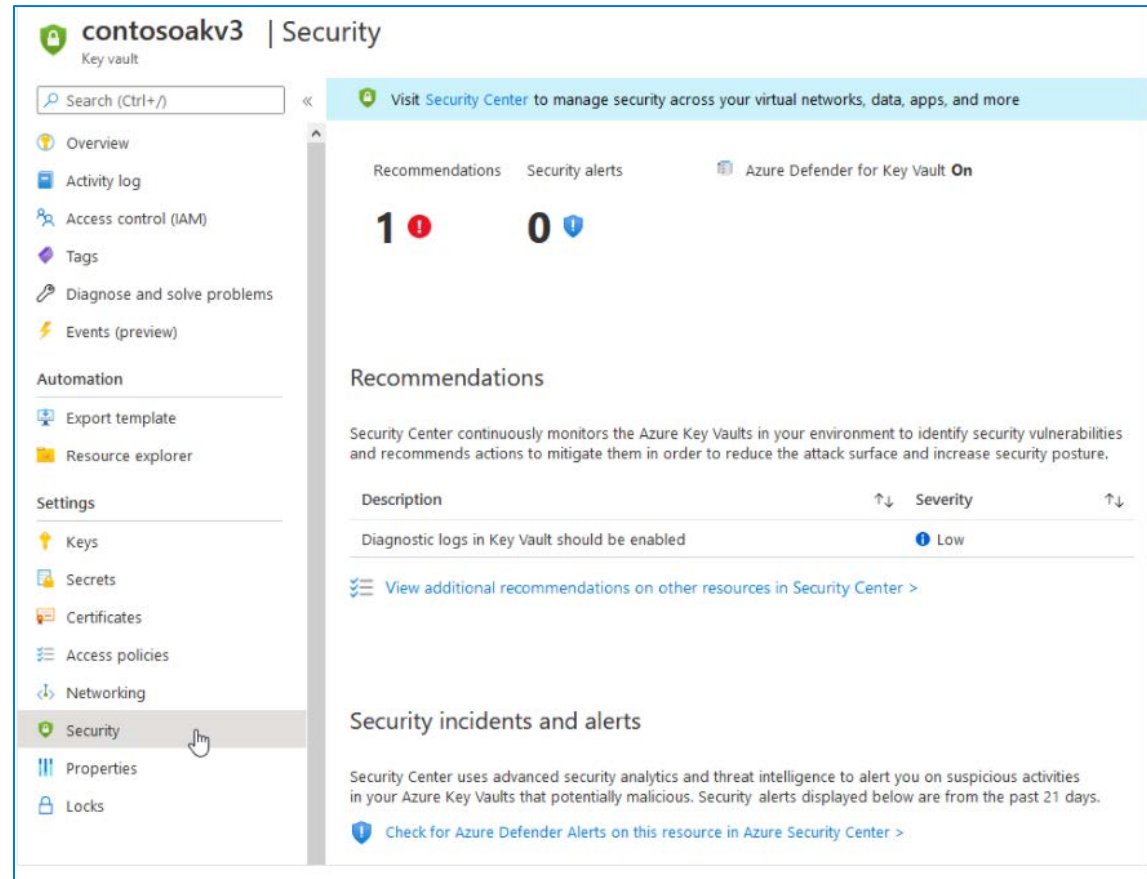 contosoakv3 | Security
Key vault
Search (Ctrl+/)
«
Overview
Activity log
Access control (IAM)
Tags
Diagnose and solve problems
Events (preview)
Automation
Export template
Resource explorer
Settings
Keys
Secrets
Certificates
Access policies
Networking
Security
Properties
Locks
Visit Security Center to manage security across your virtual networks, data, apps, and more
Recommendations Security alerts Azure Defender for Key Vault On
1 0
Recommendations
Security Center continuously monitors the Azure Key Vaults in your environment to identify security vulnerabilities
and recommends actions to mitigate them in order to reduce the attack surface and increase security posture.
Description ↑↓ Severity ↑↓
Diagnostic logs in Key Vault should be enabled Low
View additional recommendations on other resources in Security Center >
Security incidents and alerts
Security Center uses advanced security analytics and threat intelligence to alert you on suspicious activities
in your Azure Key Vaults that potentially malicious. Security alerts displayed below are from the past 21 days.
Check for Azure Defender Alerts on this resource in Azure Security Center >